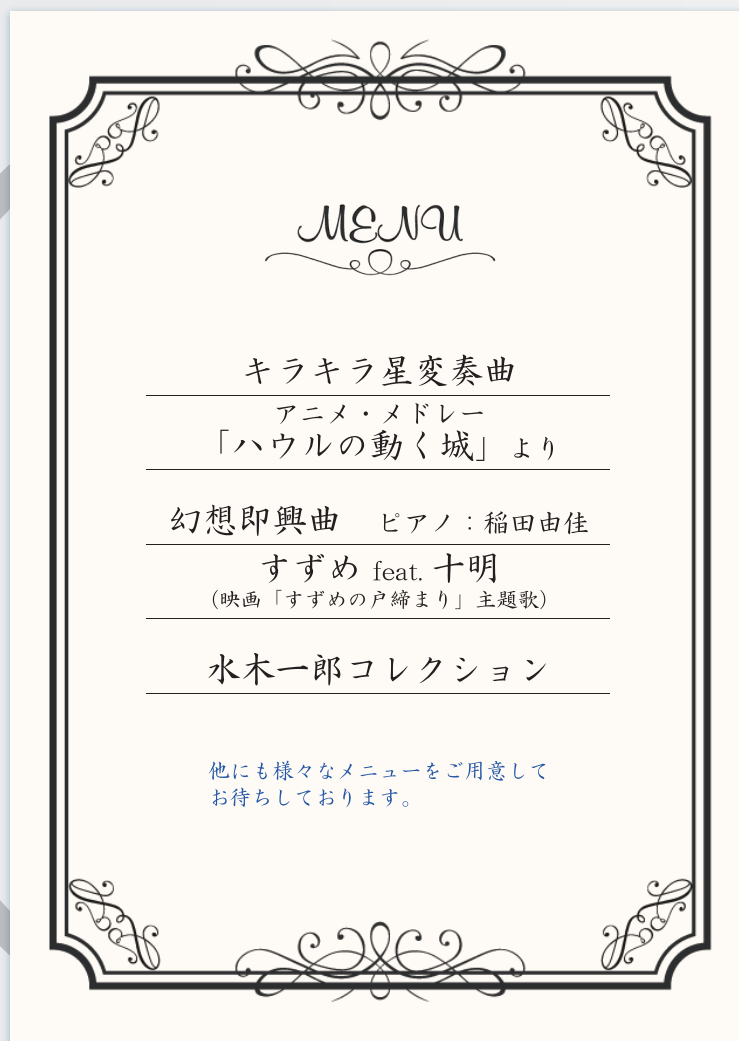 MENU
キラキラ星変奏曲
アニメ・メドレー
「ハウルの動く城」より
幻想即興曲 ピアノ：稲田由佳
すずめ feat. 十明
（映画「すずめの戸締まり」主題歌）
水木一郎コレクション
他にも様々なメニューをご用意して
お待ちしております。